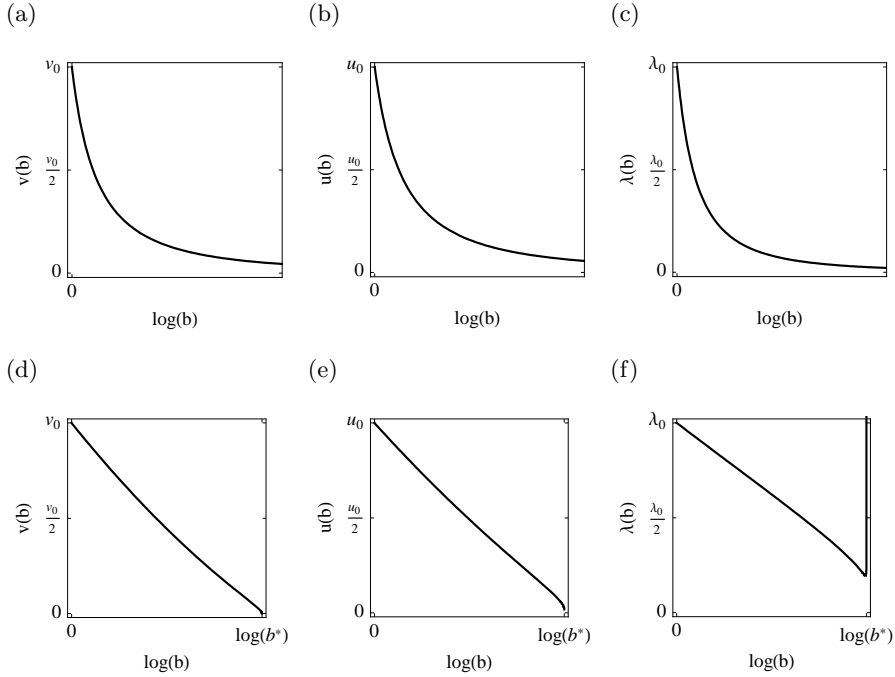 (a)
(b)
(c)
v₀
v₀/2
0
v(b)
0
log(b)
u₀
u₀/2
0
u(b)
0
log(b)
λ₀
λ₀/2
0
λ(b)
0
log(b)
(d)
(e)
(f)
v₀
v₀/2
0
v(b)
0 log(b*)
log(b)
u₀
u₀/2
0
u(b)
0 log(b*)
log(b)
λ₀
λ₀/2
0
λ(b)
0 log(b*)
log(b)